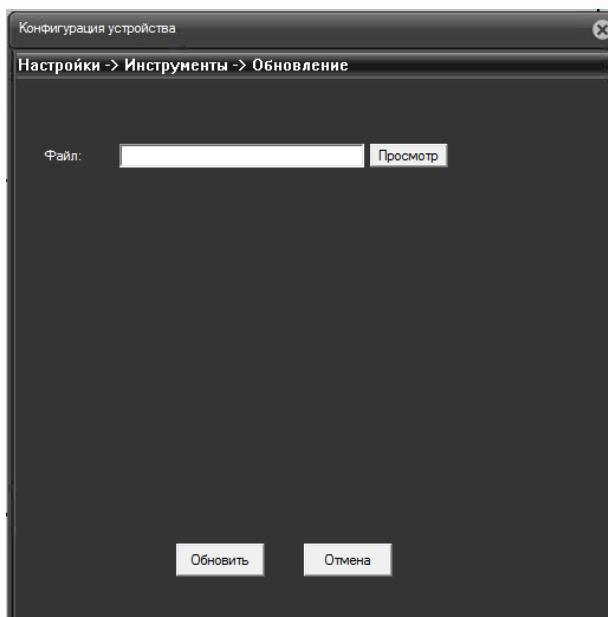 Конфигурация устройства
Настройки -> Инструменты -> Обновление
Файл:
Просмотр
Обновить
Отмена